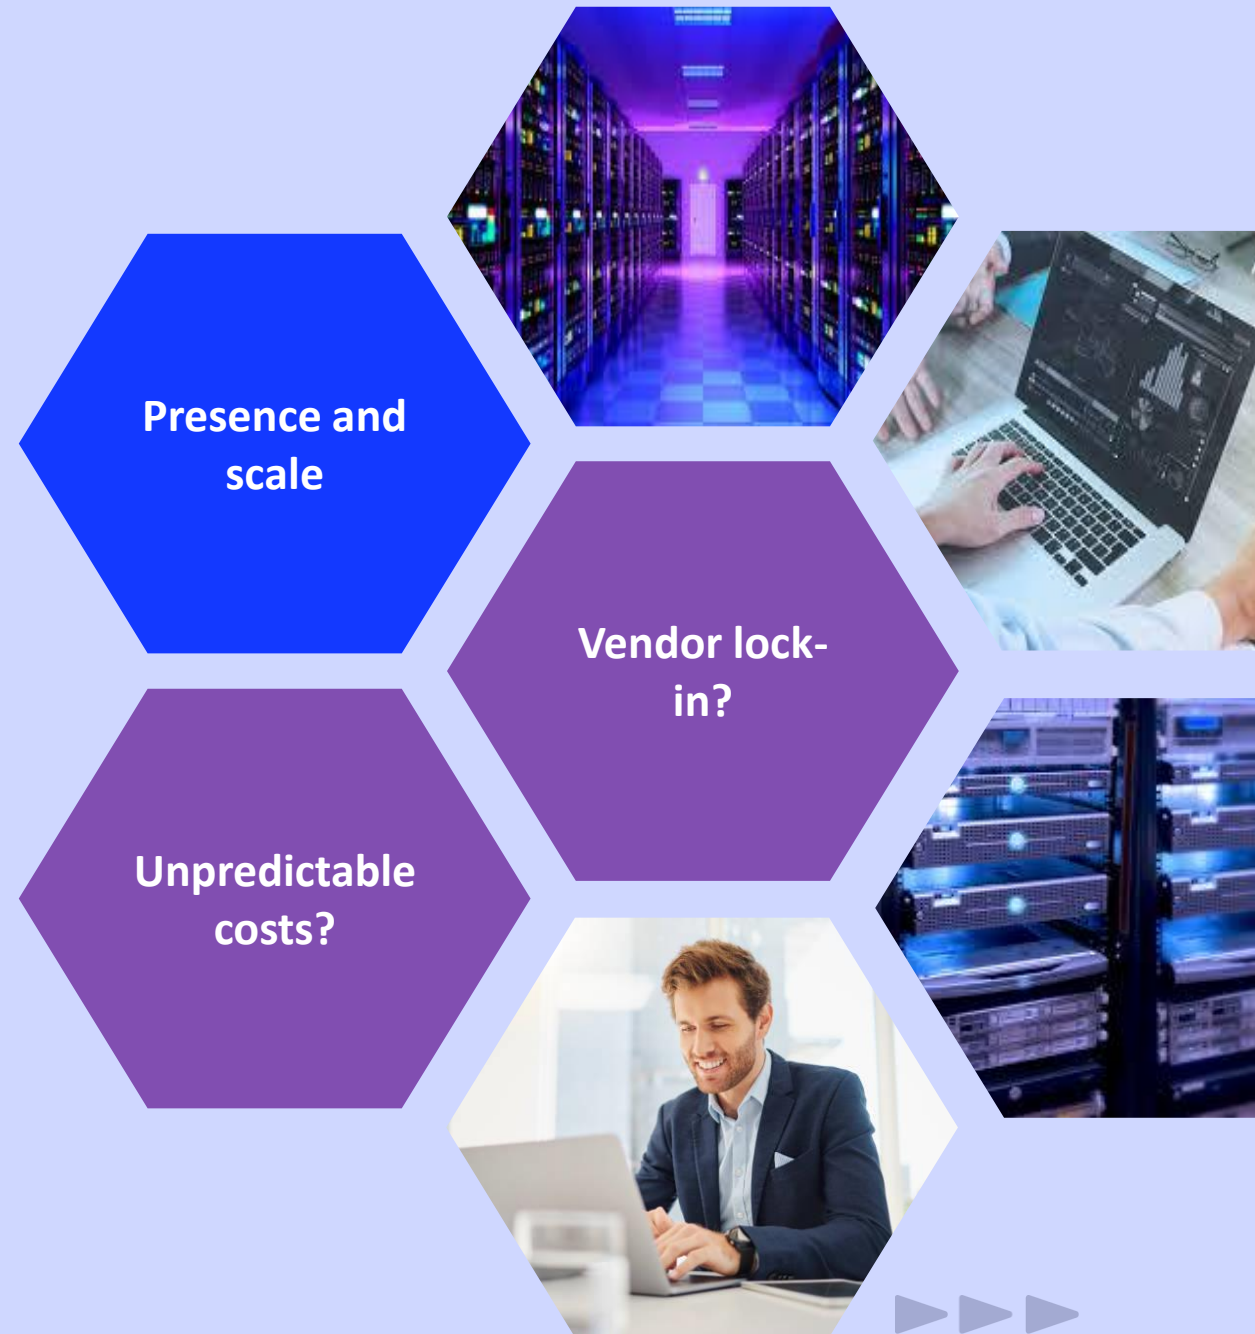 Presence and
scale
Vendor lock-
in?
Unpredictable
costs?